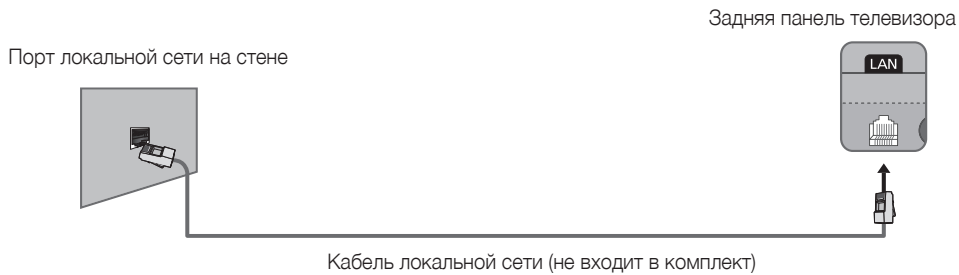 Задняя панель телевизора
Порт локальной сети на стене
LAN
Кабель локальной сети (не входит в комплект)